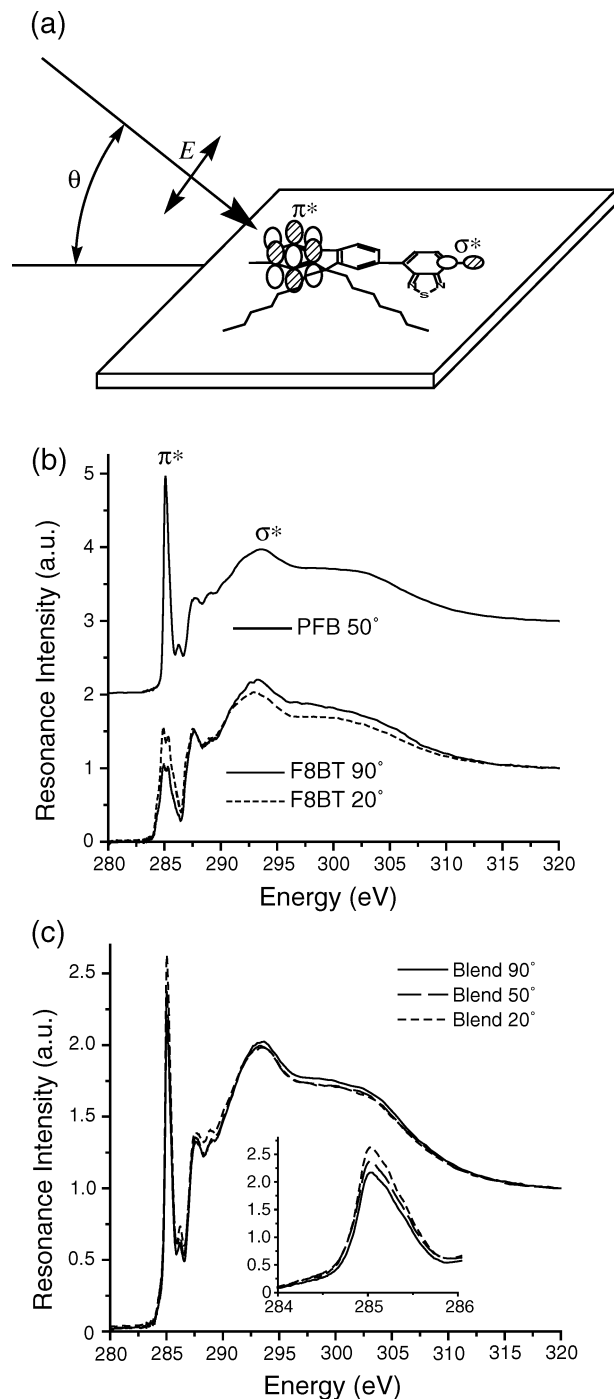 (a)
θ
E
π*
σ*
S
(b)
π*
σ*
PFB 50°
F8BT 90°
F8BT 20°
Resonance Intensity (a.u.)
5
4
3
2
1
0
280 285 290 295 300 305 310 315 320
Energy (eV)
(c)
Blend 90°
Blend 50°
Blend 20°
Resonance Intensity (a.u.)
2.5
2.0
1.5
1.0
0.5
0
2.5
2.0
1.5
1.0
0.5
0
284 285 286
280 285 290 295 300 305 310 315 320
Energy (eV)